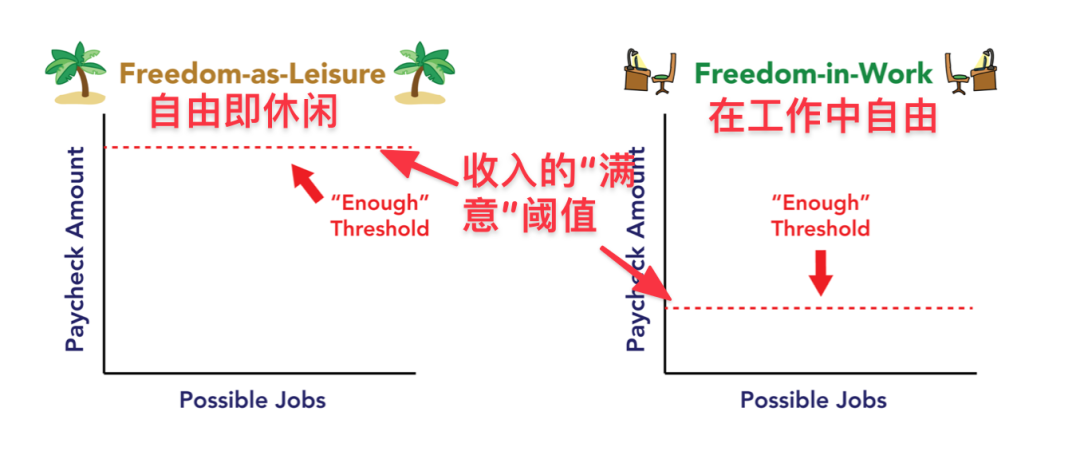 Freedom-as-Leisure
自由即休闲
Paycheck Amount
“Enough”
Threshold
Possible Jobs
收入的“满
意”阈值
Freedom-in-Work
在工作中自由
Paycheck Amount
“Enough”
Threshold
Possible Jobs